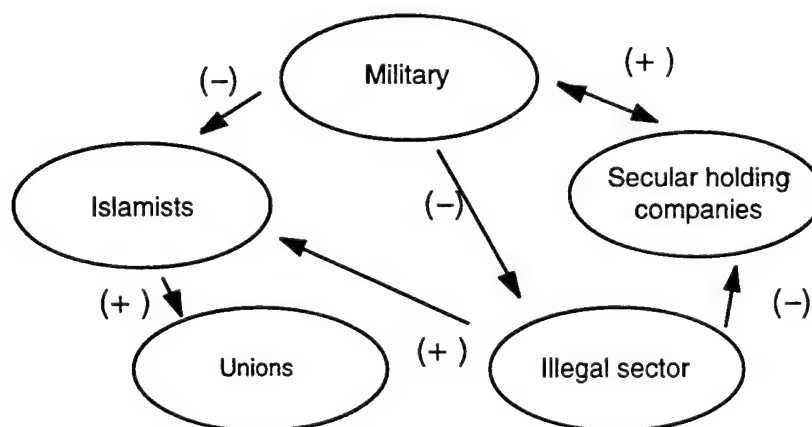 Military
(+)
(−)
Islamists
Secular holding
companies
(−)
(+)
Unions
(+)
Illegal sector
(−)